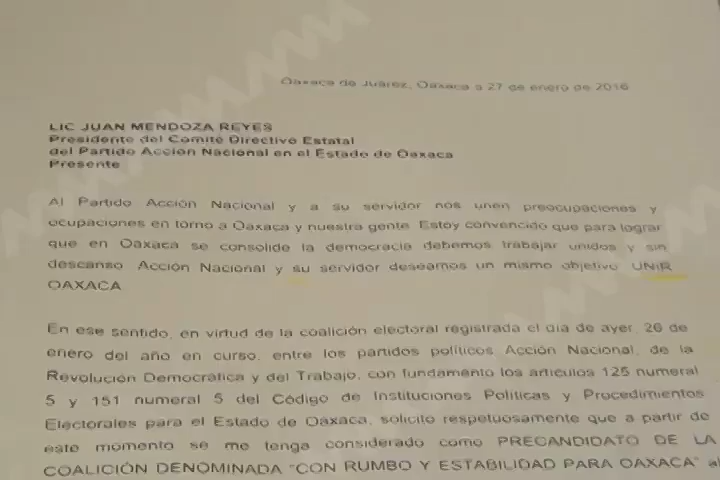 Oaxaca de Juárez, Oaxaca a 27 de enero de 2016
LIC JUAN MENDOZA REYES
Presidente del Comité Directivo Estatal
del Partido Acción Nacional en el Estado de Oaxaca
Presente
Al Partido Acción Nacional y a su servidor nos unen preocupaciones y
ocupaciones en torno a Oaxaca y nuestra gente. Estoy convencido que para lograr
que en Oaxaca se consolide la democracia debemos trabajar unidos y sin
descanso Acción Nacional y su servidor deseamos un mismo objetivo UNIR
OAXACA
En ese sentido, en virtud de la coalición electoral registrada el día de ayer, 26 de
enero del año en curso, entre los partidos políticos Acción Nacional, de la
Revolución Democrática y del Trabajo, con fundamento los artículos 125 numeral
5 y 151 numeral 5 del Código de Instituciones Políticas y Procedimientos
Electorales para el Estado de Oaxaca, solicito respetuosamente que a partir de
este momento se me tenga considerado como PRECANDIDATO DE LA
COALICIÓN DENOMINADA "CON RUMBO Y ESTABILIDAD PARA OAXACA" al